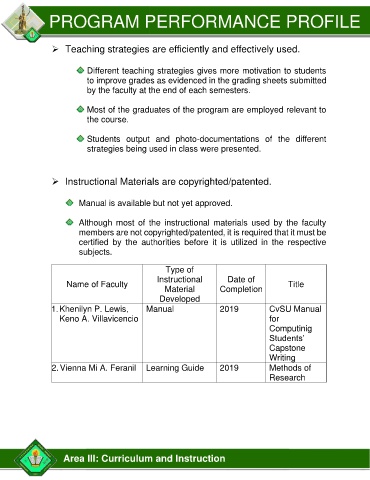 PROGRAM PERFORMANCE PROFILE
➢ Teaching strategies are efficiently and effectively used.
Different teaching strategies gives more motivation to students
to improve grades as evidenced in the grading sheets submitted
by the faculty at the end of each semesters.
Most of the graduates of the program are employed relevant to
the course.
Students output and photo-documentations of the different
strategies being used in class were presented.
➢ Instructional Materials are copyrighted/patented.
Manual is available but not yet approved.
Although most of the instructional materials used by the faculty
members are not copyrighted/patented, it is required that it must be
certified by the authorities before it is utilized in the respective
subjects.
Name of Faculty
Type of
Instructional
Material
Developed
Date of
Completion
Title
1. Khenilyn P. Lewis,
Keno A. Villavicencio
Manual
2019
CvSU Manual
for
Computinig
Students'
Capstone
Writing
2. Vienna Mi A. Feranil
Learning Guide
2019
Methods of
Research
Area III: Curriculum and Instruction